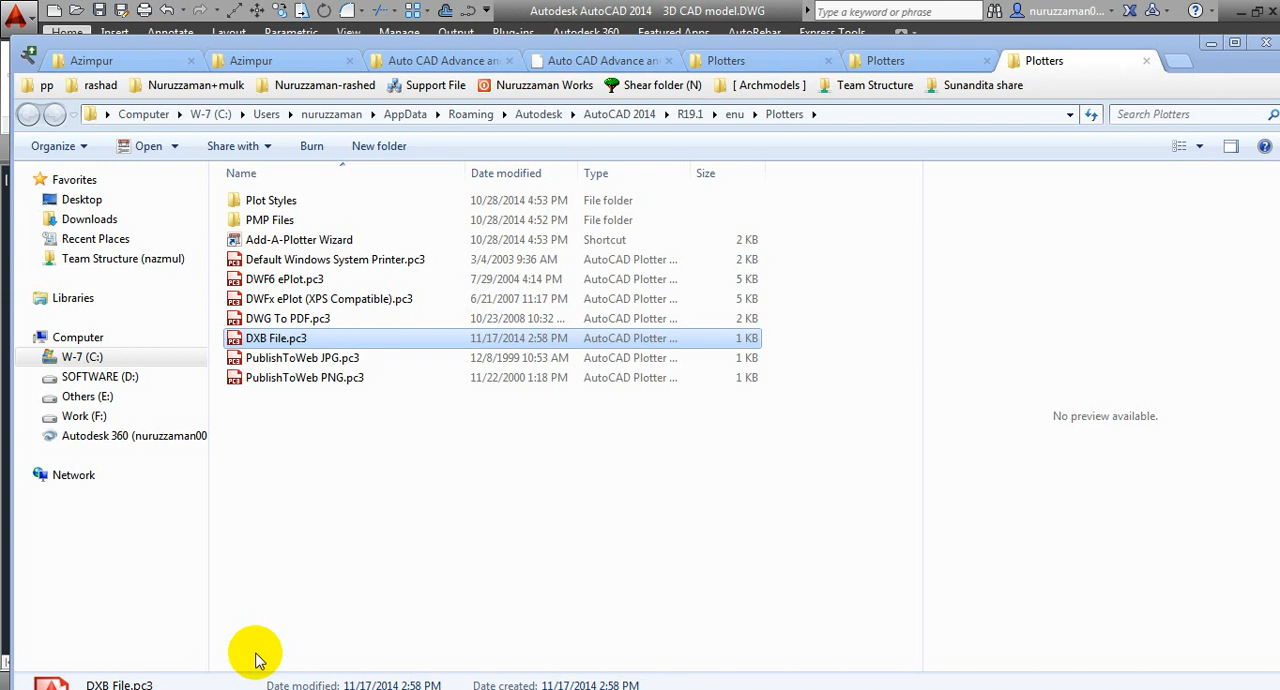 Autodesk AutoCAD 2014 3D CAD model.DWG
Type a keyword or phrase
nuruzzaman0...
Home Insert Annotate Layout Parametric View Manage Output Plug-ins Autodesk 360 Featured Apps AutoRebar Express Tools
Azimpur
Azimpur
Auto CAD Advance an
Auto CAD Advance an
Plotters
Plotters
Plotters
pp
rashad
Nuruzzaman+mulk
Nuruzzaman-rashed
Support File
Nuruzzaman Works
Shear folder (N)
[ Archmodels ]
Team Structure
Sunandita share
Computer
W-7 (C:)
Users
nuruzzaman
AppData
Roaming
Autodesk
AutoCAD 2014
R19.1
enu
Plotters
Search Plotters
Organize
Open
Share with
Burn
New folder
Name Date modified Type Size
Favorites
Desktop
Downloads
Recent Places
Team Structure (nazmul)
Libraries
Computer
W-7 (C:)
SOFTWARE (D:)
Others (E:)
Work (F:)
Autodesk 360 (nuruzzaman00
Network
Plot Styles 10/28/2014 4:53 PM File folder
PMP Files 10/28/2014 4:52 PM File folder
Add-A-Plotter Wizard 10/28/2014 4:53 PM Shortcut 2 KB
Default Windows System Printer.pc3 3/4/2003 9:36 AM AutoCAD Plotter ... 2 KB
DWF6 ePlot.pc3 7/29/2004 4:14 PM AutoCAD Plotter ... 5 KB
DWFx ePlot (XPS Compatible).pc3 6/21/2007 11:17 PM AutoCAD Plotter ... 5 KB
DWG To PDF.pc3 10/23/2008 10:32 ... AutoCAD Plotter ... 2 KB
DXB File.pc3 11/17/2014 2:58 PM AutoCAD Plotter ... 1 KB
PublishToWeb JPG.pc3 12/8/1999 10:53 AM AutoCAD Plotter ... 1 KB
PublishToWeb PNG.pc3 11/22/2000 1:18 PM AutoCAD Plotter ... 1 KB
No preview available.
DXB File.pc3 Date modified: 11/17/2014 2:58 PM Date created: 11/17/2014 2:58 PM